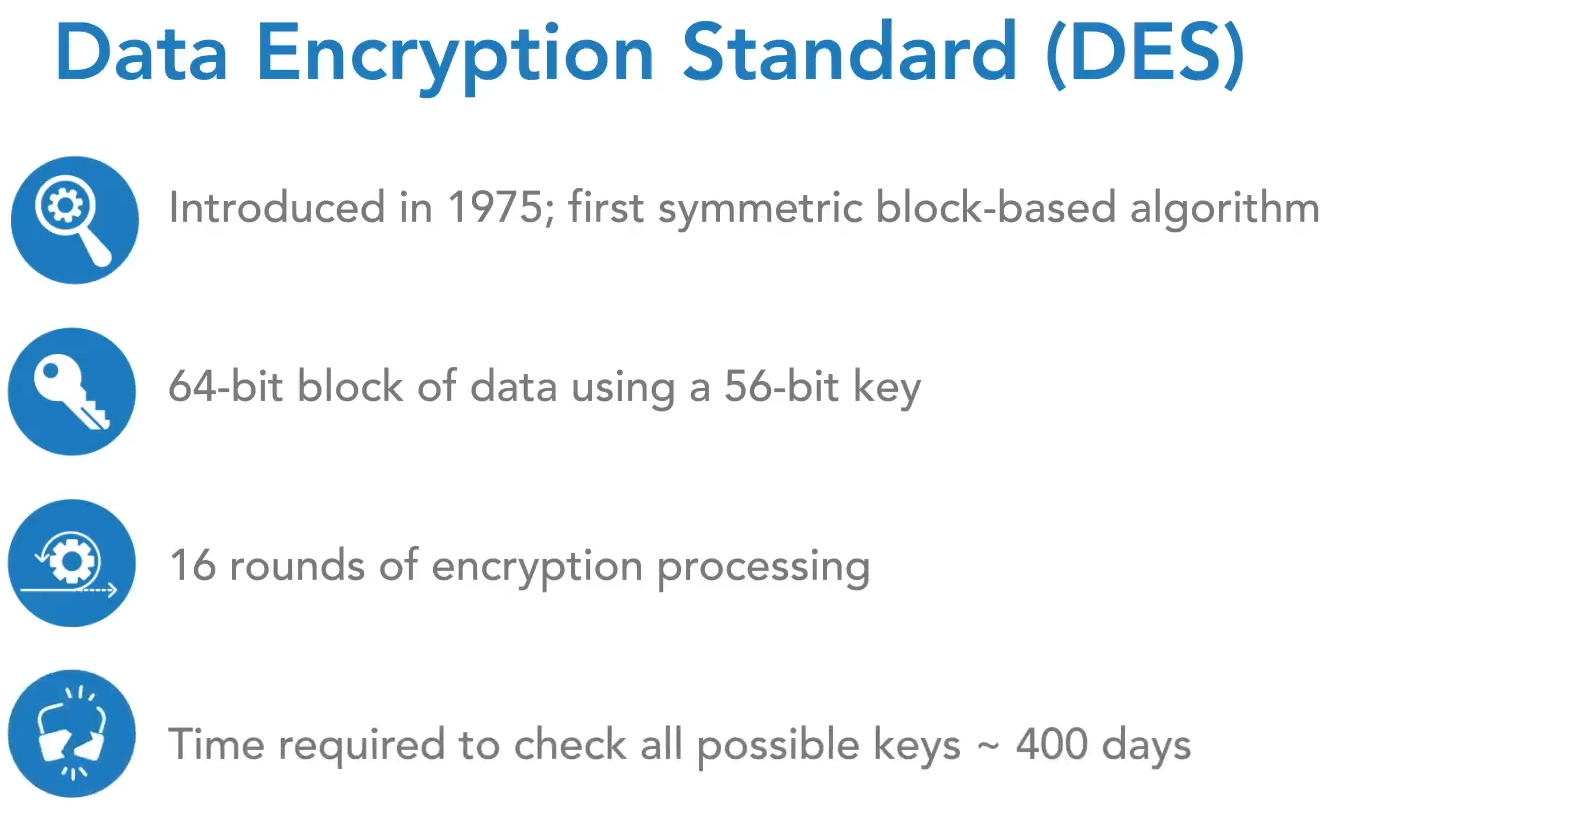 Data Encryption Standard (DES)
Introduced in 1975; first symmetric block-based algorithm
64-bit block of data using a 56-bit key
16 rounds of encryption processing
Time required to check all possible keys ~ 400 days